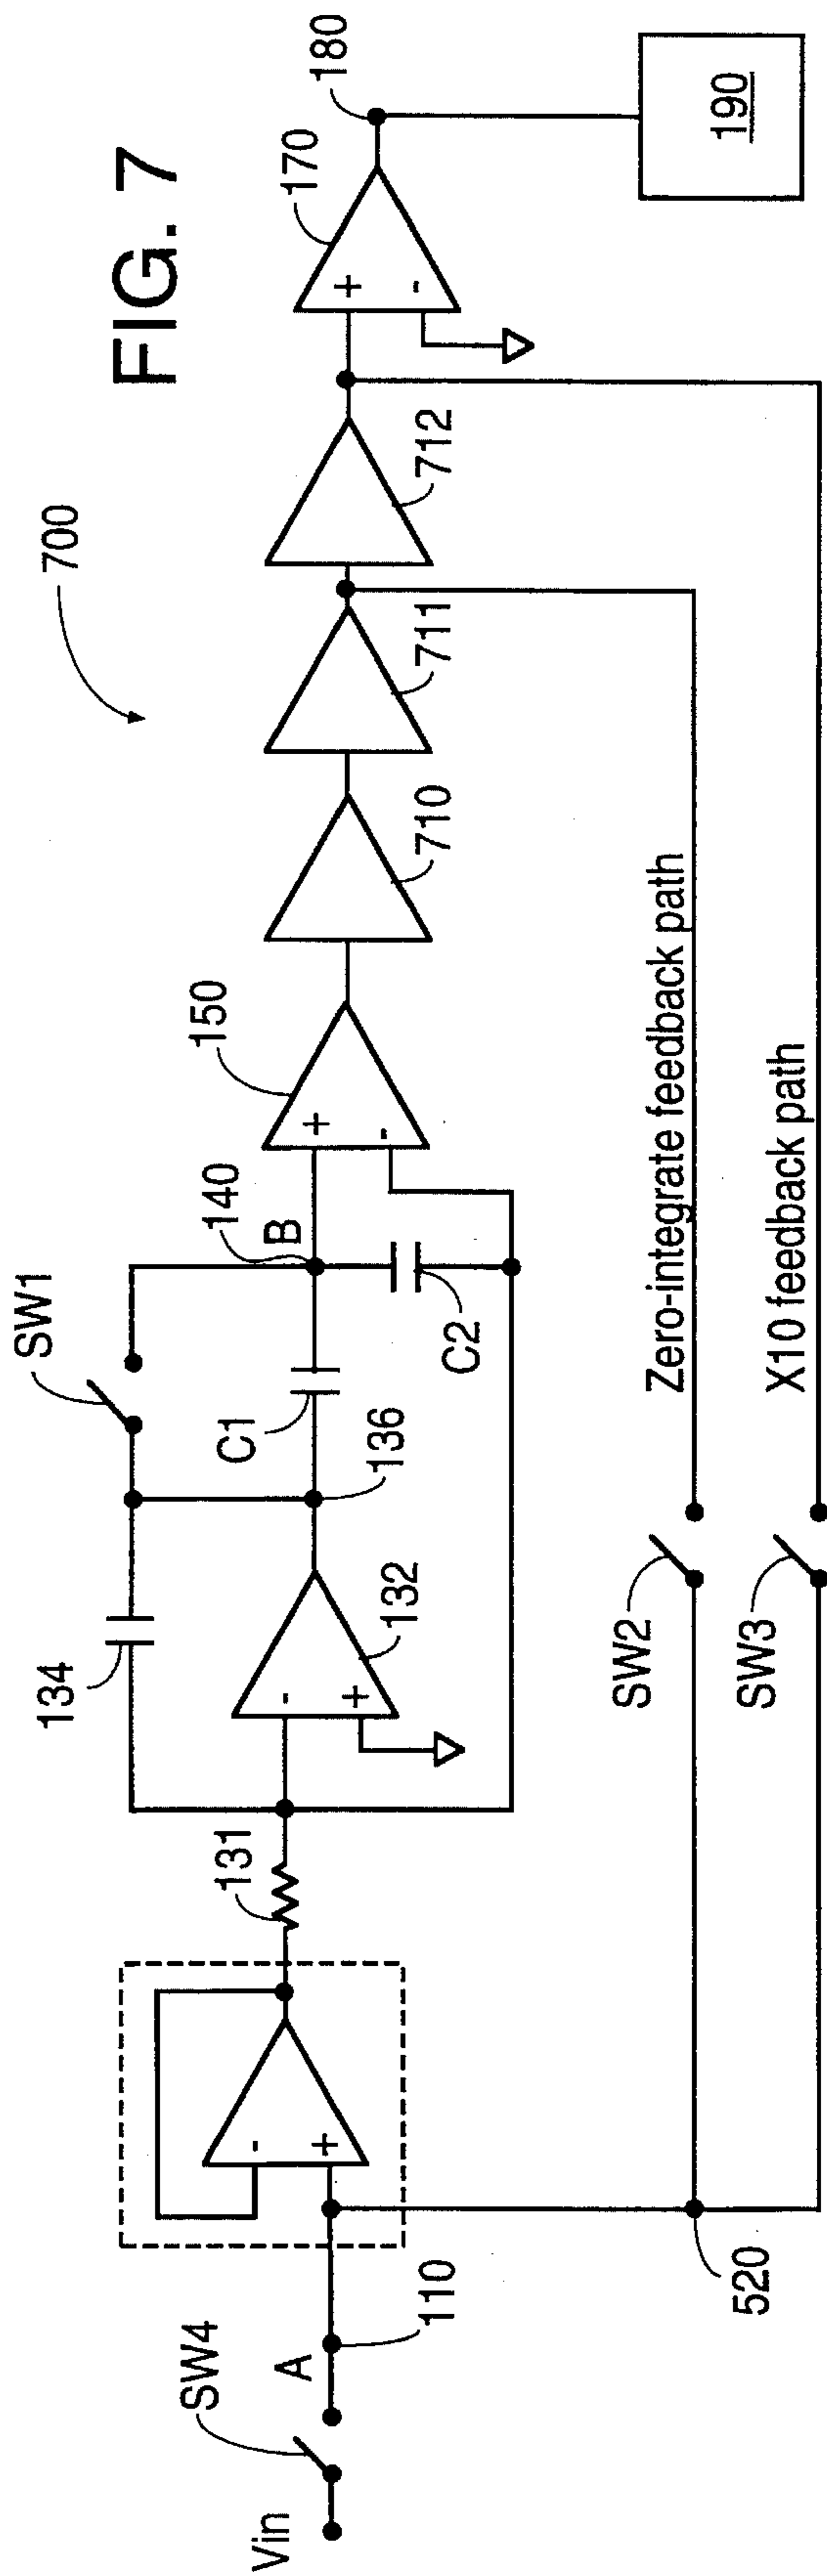 FIG. 7
700
Vin
SW4
A
110
-
+
131
134
-
+
132
136
SW1
C1
140
B
C2
150
+
-
710
711
712
170
+
-
180
190
520
SW2
Zero-integrate feedback path
SW3
X10 feedback path